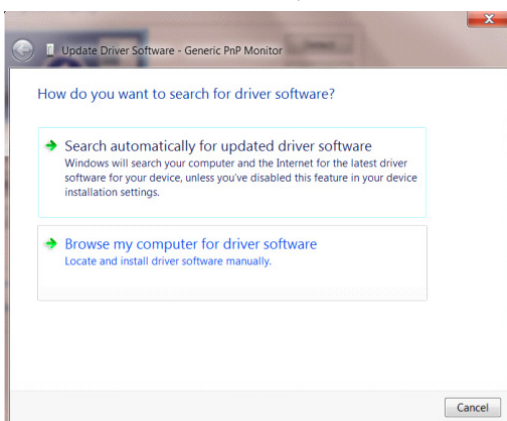 Update Driver Software - Generic PnP Monitor
How do you want to search for driver software?
Search automatically for updated driver software
Windows will search your computer and the Internet for the latest driver
software for your device, unless you've disabled this feature in your device
installation settings.
Browse my computer for driver software
Locate and install driver software manually.
Cancel